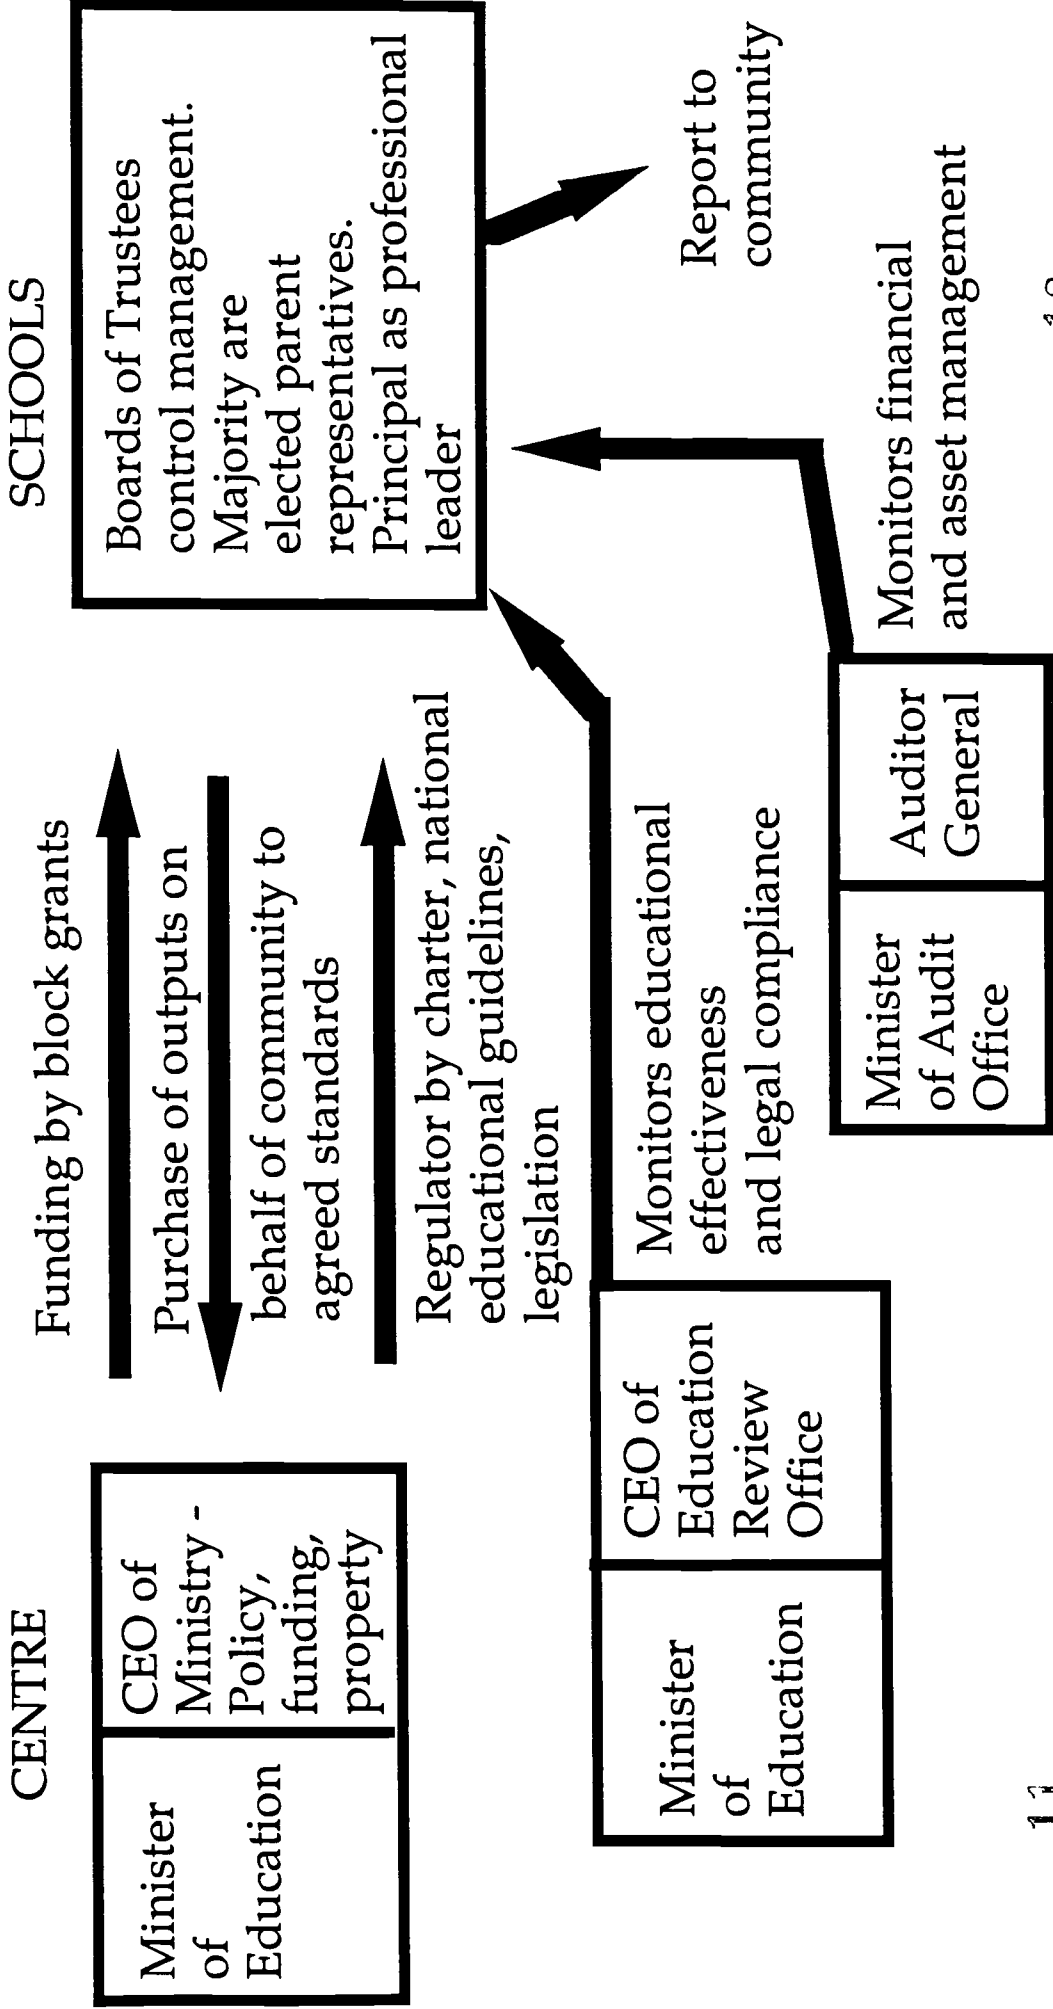 CENTRE
SCHOOLS
Minister
of
Education
CEO of
Ministry -
Policy,
funding,
property
Funding by block grants
Purchase of outputs on
behalf of community to
agreed standards
Regulator by charter, national
educational guidelines,
legislation
Boards of Trustees
control management.
Majority are
elected parent
representatives.
Principal as professional
leader
Report to
community
Minister
of
Education
CEO of
Education
Review
Office
Monitors educational
effectiveness
and legal compliance
Minister
of Audit
Office
Auditor
General
Monitors financial
and asset management
11